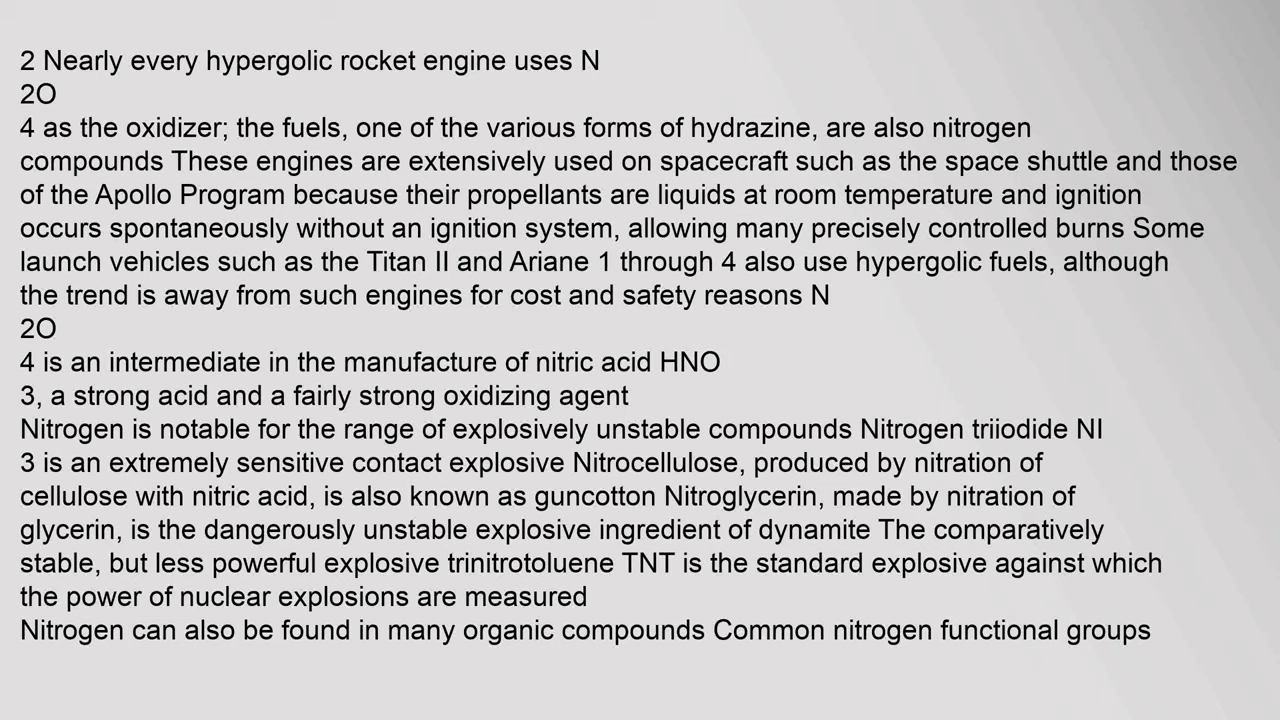 2 Nearly every hypergolic rocket engine uses N
2O
4 as the oxidizer; the fuels, one of the various forms of hydrazine, are also nitrogen
compounds These engines are extensively used on spacecraft such as the space shuttle and those
of the Apollo Program because their propellants are liquids at room temperature and ignition
occurs spontaneously without an ignition system, allowing many precisely controlled burns Some
launch vehicles such as the Titan II and Ariane 1 through 4 also use hypergolic fuels, although
the trend is away from such engines for cost and safety reasons N
2O
4 is an intermediate in the manufacture of nitric acid HNO
3, a strong acid and a fairly strong oxidizing agent
Nitrogen is notable for the range of explosively unstable compounds Nitrogen triiodide NI
3 is an extremely sensitive contact explosive Nitrocellulose, produced by nitration of
cellulose with nitric acid, is also known as guncotton Nitroglycerin, made by nitration of
glycerin, is the dangerously unstable explosive ingredient of dynamite The comparatively
stable, but less powerful explosive trinitrotoluene TNT is the standard explosive against which
the power of nuclear explosions are measured
Nitrogen can also be found in many organic compounds Common nitrogen functional groups